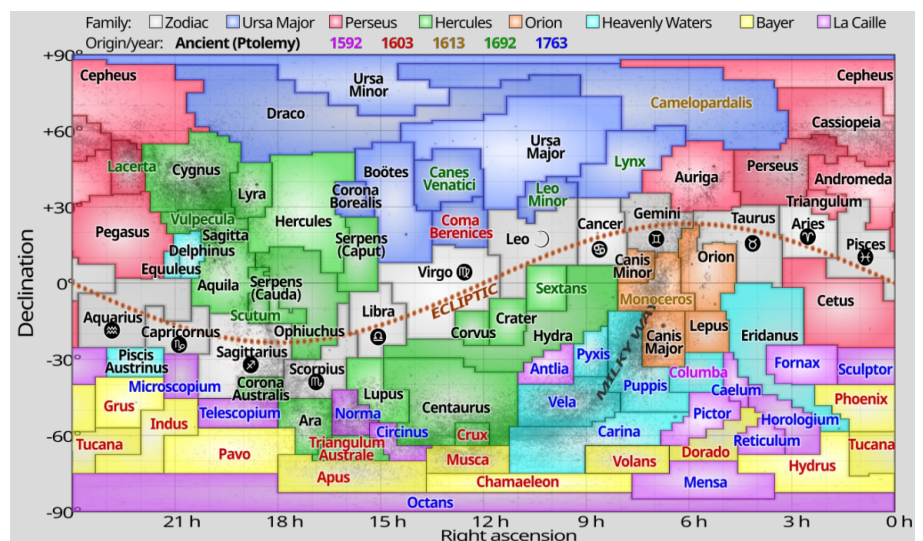 Family: Zodiac Ursa Major Perseus Hercules Orion Heavenly Waters Bayer La Caille
Origin/year: Ancient (Ptolemy) 1592 1603 1613 1692 1763
+90°
Cepheus
Ursa
Minor
Cepheus
Draco
Camelopardalis
Cassiopeia
+60°
Ursa
Major
Lacerta
Cygnus
Boötes
Canes
Venatici
Lynx
Auriga
Perseus
Andromeda
Lyra
Corona
Borealis
Leo
Minor
Triangulum
+30°
Vulpecula
Hercules
Coma
Berenices
Cancer
Gemini
Taurus
Aries
Pegasus
Sagitta
Delphinus
Serpens
(Caput)
Leo
Pisces
Equuleus
Virgo
Canis
Minor
Orion
Declination
0°
Aquila
Serpens
(Cauda)
ECLIPTIC
Sextans
Monoceros
Cetus
Aquarius
Capricornus
Scutum
Ophiuchus
Libra
Corvus
Crater
Hydra
MILKY WAY
Canis
Major
Lepus
Eridanus
-30°
Piscis
Austrinus
Sagittarius
Scorpius
Antlia
Pyxis
Columba
Fornax
Sculptor
Microscopium
Corona
Australis
Lupus
Puppis
Caelum
Grus
Telescopium
Norma
Centaurus
Vela
Pictor
Phoenix
Indus
Ara
Circinus
Crux
Carina
Horologium
-60°
Tucana
Triangulum
Australe
Reticulum
Tucana
Pavo
Musca
Volans
Dorado
Hydrus
Apus
Chamaeleon
Mensa
Octans
-90°
21 h 18 h 15 h 12 h 9 h 6 h 3 h 0 h
Right ascension